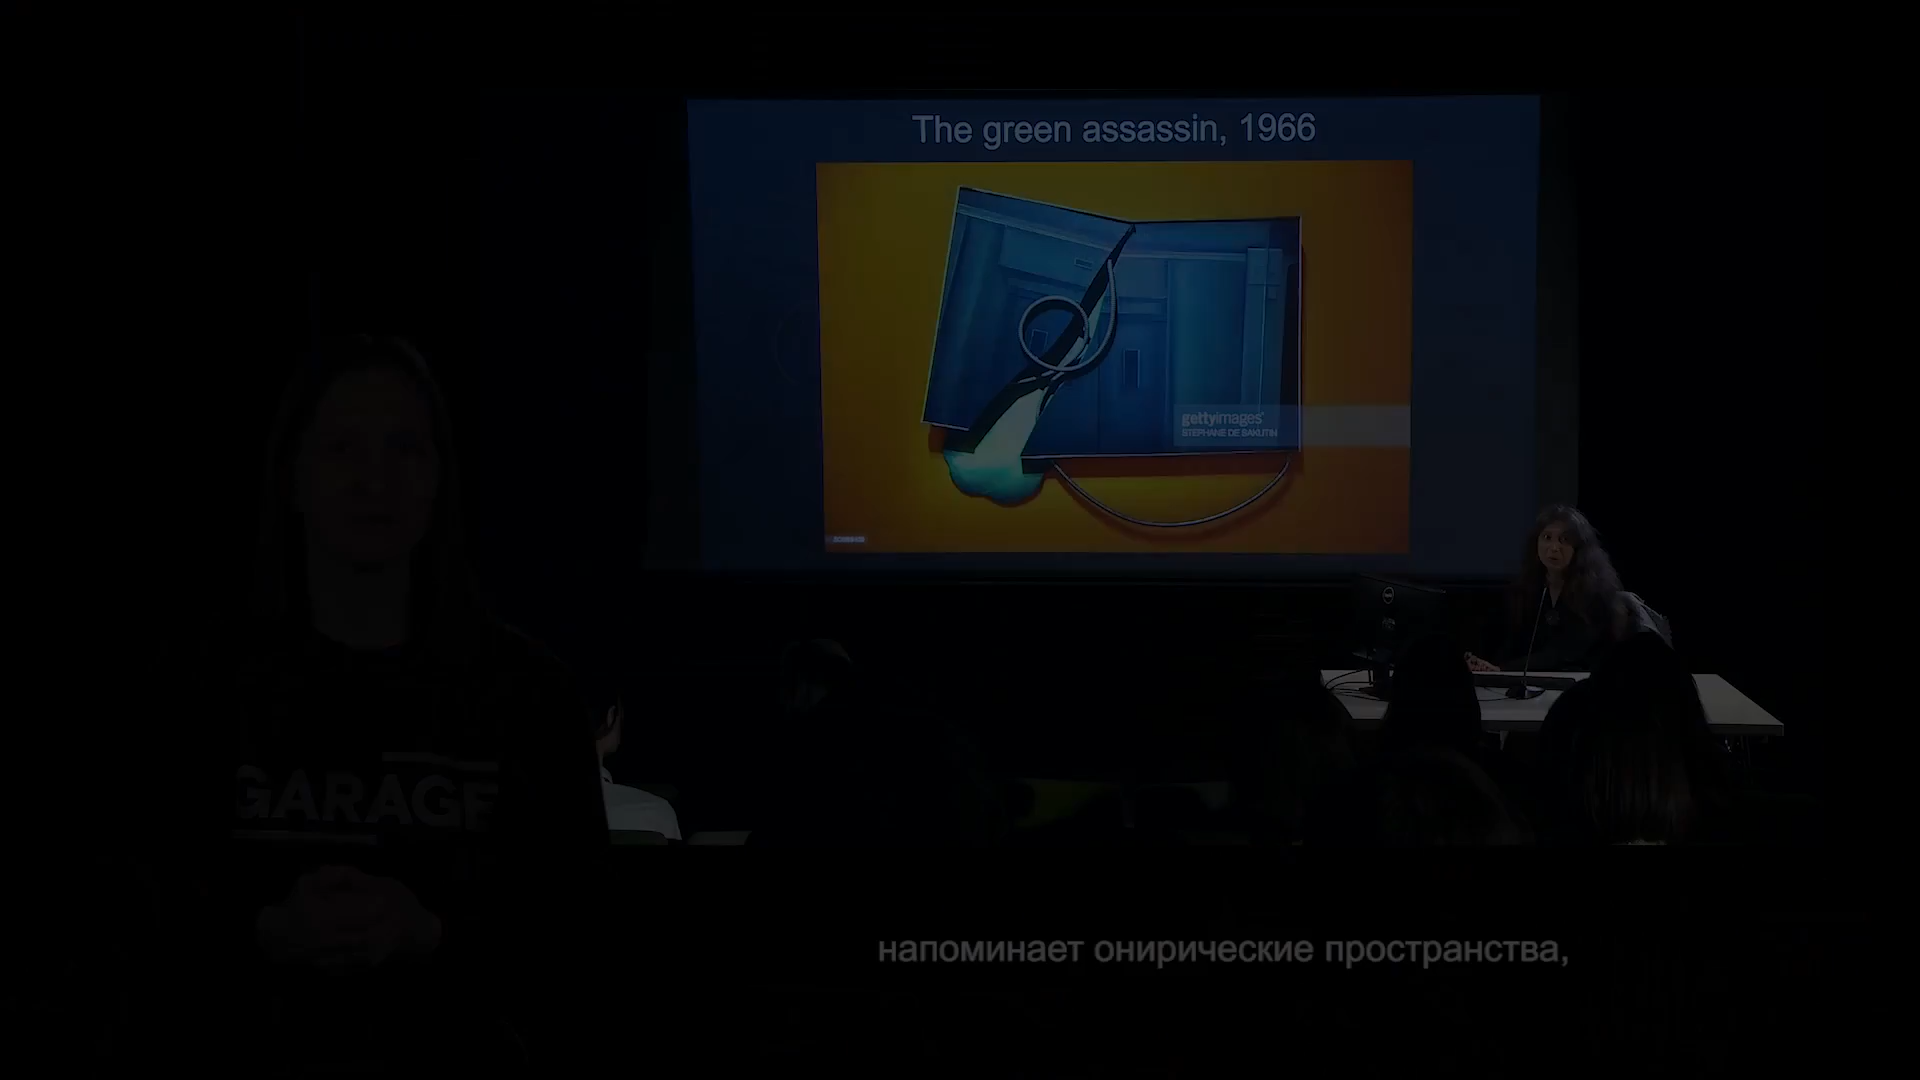 The green assassin, 1966
gettyimages
STEPHANE DE SAKUTIN
GARAGE
напоминает онирические пространства,